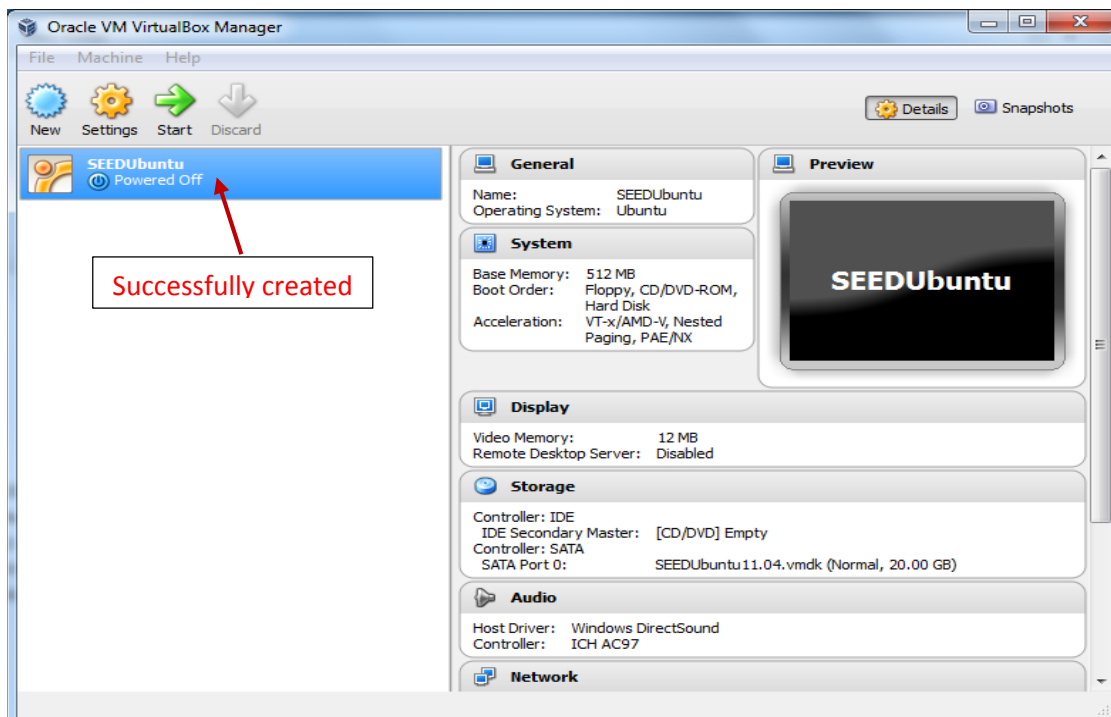 Oracle VM VirtualBox Manager
File Machine Help
New Settings Start Discard
Details Snapshots
SEEDUbuntu
Powered Off
Successfully created
General
Name: SEEDUbuntu
Operating System: Ubuntu
System
Base Memory: 512 MB
Boot Order: Floppy, CD/DVD-ROM,
Hard Disk
Acceleration: VT-x/AMD-V, Nested
Paging, PAE/NX
Preview
SEEDUbuntu
Display
Video Memory: 12 MB
Remote Desktop Server: Disabled
Storage
Controller: IDE
IDE Secondary Master: [CD/DVD] Empty
Controller: SATA
SATA Port 0: SEEDUbuntu11.04.vmdk (Normal, 20.00 GB)
Audio
Host Driver: Windows DirectSound
Controller: ICH AC97
Network